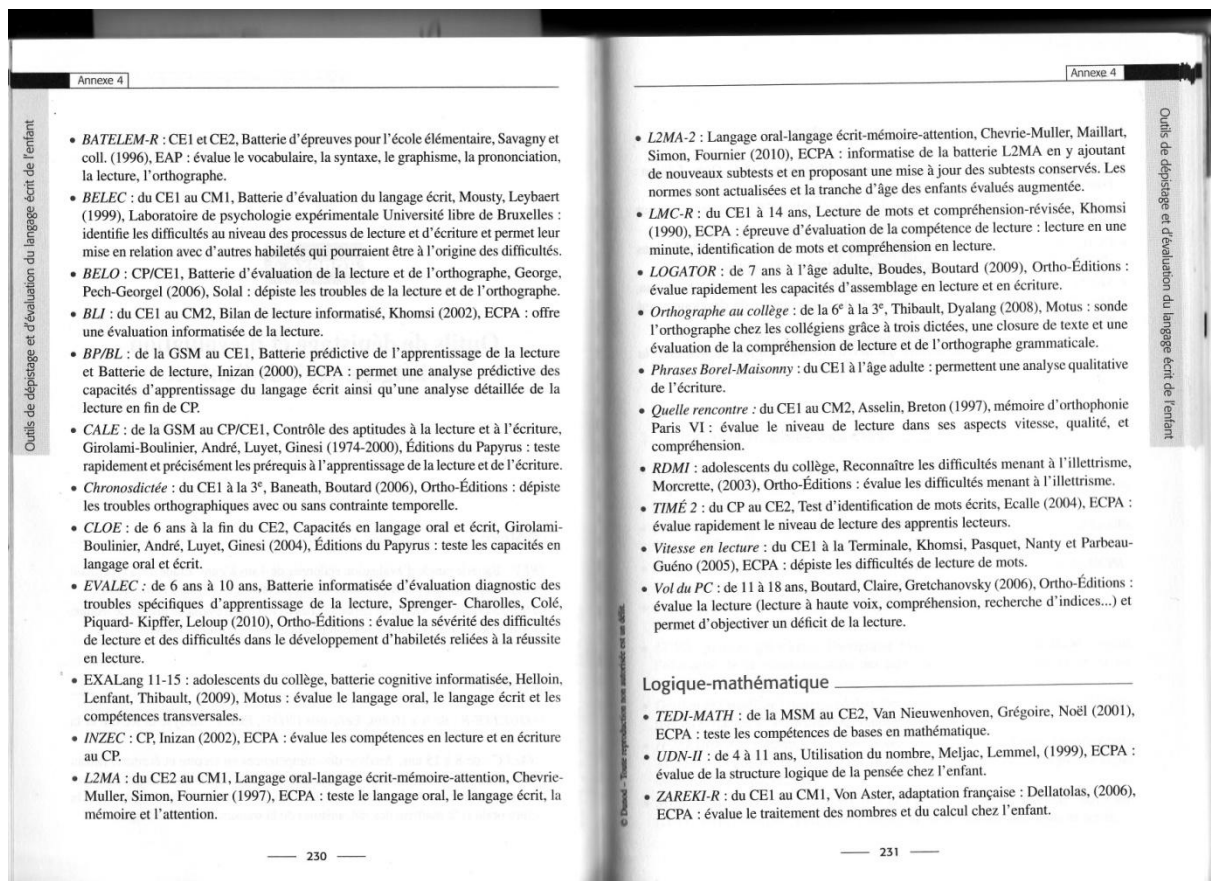 Annexe 4
Outils de dépistage et d'évaluation du langage écrit de l'enfant
• BATELEM-R : CE1 et CE2, Batterie d'épreuves pour l'école élémentaire, Savagny et
coll. (1996), EAP : évalue le vocabulaire, la syntaxe, le graphisme, la prononciation,
la lecture, l'orthographe.
• BELEC : du CE1 au CM1, Batterie d'évaluation du langage écrit, Mousty, Leybaert
(1999), Laboratoire de psychologie expérimentale Université libre de Bruxelles :
identifie les difficultés au niveau des processus de lecture et d'écriture et permet leur
mise en relation avec d'autres habiletés qui pourraient être à l'origine des difficultés.
• BELO : CP/CE1, Batterie d'évaluation de la lecture et de l'orthographe, George,
Pech-Georgel (2006), Solal : dépiste les troubles de la lecture et de l'orthographe.
• BLI : du CE1 au CM2, Bilan de lecture informatisé, Khomsi (2002), ECPA : offre
une évaluation informatisée de la lecture.
• BP/BL : de la GSM au CE1, Batterie prédictive de l'apprentissage de la lecture
et Batterie de lecture, Inizan (2000), ECPA : permet une analyse prédictive des
capacités d'apprentissage du langage écrit ainsi qu'une analyse détaillée de la
lecture en fin de CP.
• CALE : de la GSM au CP/CE1, Contrôle des aptitudes à la lecture et à l'écriture,
Girolami-Boulinier, André, Luyet, Ginesi (1974-2000), Éditions du Papyrus : teste
rapidement et précisément les prérequis à l'apprentissage de la lecture et de l'écriture.
• Chronosdictée : du CE1 à la 3e, Baneath, Boutard (2006), Ortho-Éditions : dépiste
les troubles orthographiques avec ou sans contrainte temporelle.
• CLOE : de 6 ans à la fin du CE2, Capacités en langage oral et écrit, Girolami-
Boulinier, André, Luyet, Ginesi (2004), Éditions du Papyrus : teste les capacités en
langage oral et écrit.
• EVALEC : de 6 ans à 10 ans, Batterie informatisée d'évaluation diagnostic des
troubles spécifiques d'apprentissage de la lecture, Sprenger- Charolles, Colé,
Piquard- Kipffer, Leloup (2010), Ortho-Éditions : évalue la sévérité des difficultés
de lecture et des difficultés dans le développement d'habiletés reliées à la réussite
en lecture.
• EXALang 11-15 : adolescents du collège, batterie cognitive informatisée, Helloin,
Lenfant, Thibault, (2009), Motus : évalue le langage oral, le langage écrit et les
compétences transversales.
• INZEC : CP, Inizan (2002), ECPA : évalue les compétences en lecture et en écriture
au CP.
• L2MA : du CE2 au CM1, Langage oral-langage écrit-mémoire-attention, Chevrie-
Muller, Simon, Fournier (1997), ECPA : teste le langage oral, le langage écrit, la
mémoire et l'attention.
230
Annexe 4
Outils de dépistage et d'évaluation du langage écrit de l'enfant
• L2MA-2 : Langage oral-langage écrit-mémoire-attention, Chevrie-Muller, Maillart,
Simon, Fournier (2010), ECPA : informatise de la batterie L2MA en y ajoutant
de nouveaux subtests et en proposant une mise à jour des subtests conservés. Les
normes sont actualisées et la tranche d'âge des enfants évalués augmentée.
• LMC-R : du CE1 à 14 ans, Lecture de mots et compréhension-révisée, Khomsi
(1990), ECPA : épreuve d'évaluation de la compétence de lecture : lecture en une
minute, identification de mots et compréhension en lecture.
• LOGATOR : de 7 ans à l'âge adulte, Boudes, Boutard (2009), Ortho-Éditions :
évalue rapidement les capacités d'assemblage en lecture et en écriture.
• Orthographe au collège : de la 6e à la 3e, Thibault, Dyalang (2008), Motus : sonde
l'orthographe chez les collégiens grâce à trois dictées, une closure de texte et une
évaluation de la compréhension de lecture et de l'orthographe grammaticale.
• Phrases Borel-Maisonny : du CE1 à l'âge adulte : permettent une analyse qualitative
de l'écriture.
• Quelle rencontre : du CE1 au CM2, Asselin, Breton (1997), mémoire d'orthophonie
Paris VI : évalue le niveau de lecture dans ses aspects vitesse, qualité, et
compréhension.
• RDMI : adolescents du collège, Reconnaître les difficultés menant à l'illettrisme,
Morcrette, (2003), Ortho-Éditions : évalue les difficultés menant à l'illettrisme.
• TIMÉ 2 : du CP au CE2, Test d'identification de mots écrits, Ecalle (2004), ECPA :
évalue rapidement le niveau de lecture des apprentis lecteurs.
• Vitesse en lecture : du CE1 à la Terminale, Khomsi, Pasquet, Nanty et Parbeau-
Guéno (2005), ECPA : dépiste les difficultés de lecture de mots.
• Vol du PC : de 11 à 18 ans, Boutard, Claire, Gretchanovsky (2006), Ortho-Éditions :
évalue la lecture (lecture à haute voix, compréhension, recherche d'indices...) et
permet d'objectiver un déficit de la lecture.
© Dunod – Toute reproduction non autorisée est un délit.
Logique-mathématique
• TEDI-MATH : de la MSM au CE2, Van Nieuwenhoven, Grégoire, Noël (2001),
ECPA : teste les compétences de bases en mathématique.
• UDN-II : de 4 à 11 ans, Utilisation du nombre, Meljac, Lemmel, (1999), ECPA :
évalue de la structure logique de la pensée chez l'enfant.
• ZAREKI-R : du CE1 au CM1, Von Aster, adaptation française : Dellatolas, (2006),
ECPA : évalue le traitement des nombres et du calcul chez l'enfant.
231